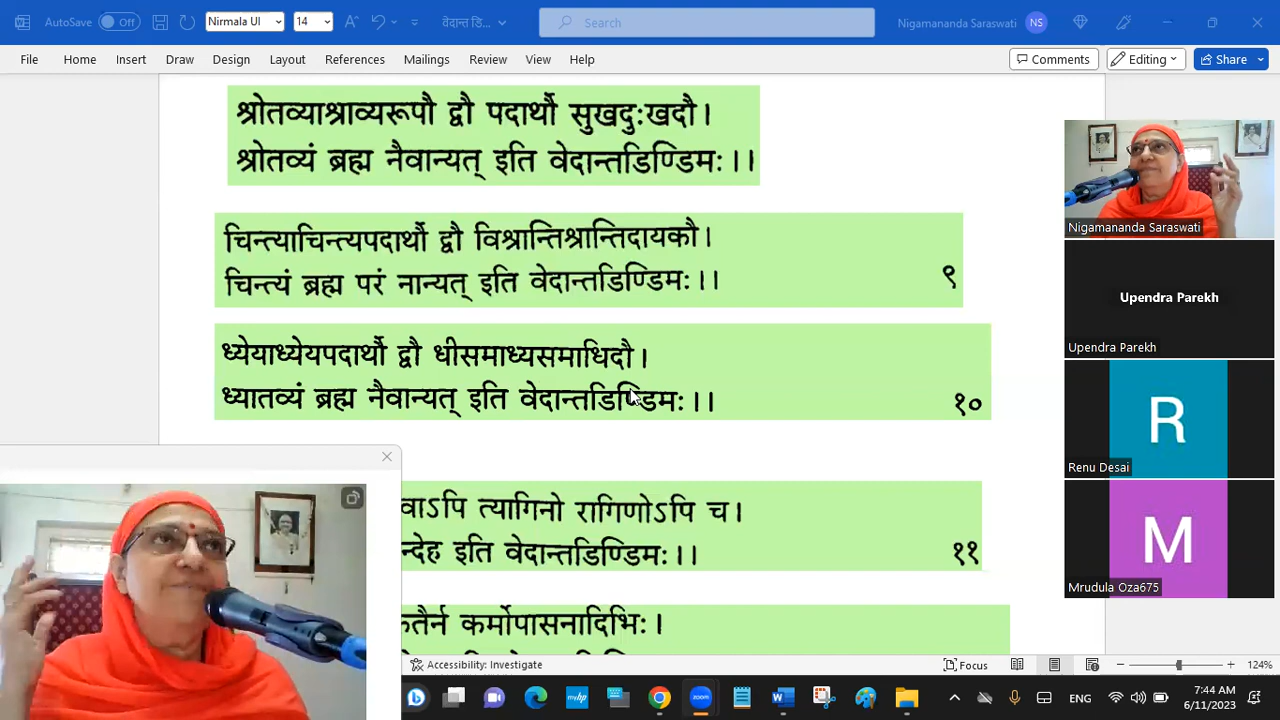 AutoSave Off
Nirmala UI 14
वेदान्त डि...
Search
Nigamananda Saraswati NS
File Home Insert Draw Design Layout References Mailings Review View Help
Comments Editing Share
श्रोतव्याश्राव्यरूपौ द्वौ पदार्थौ सुखदुःखदौ।
श्रोतव्यं ब्रह्म नैवान्यत् इति वेदान्तडिण्डिमः।।
चिन्त्याचिन्त्यपदार्थौ द्वौ विश्रान्तिश्रान्तिदायकौ।
चिन्त्यं ब्रह्म परं नान्यत् इति वेदान्तडिण्डिमः।। ९
ध्येयाध्येयपदार्थौ द्वौ धीसमाध्यसमाधिदौ।
ध्यातव्यं ब्रह्म नैवान्यत् इति वेदान्तडिण्डिमः।। १०
वाऽपि त्यागिनो रागिणोऽपि च।
न्देह इति वेदान्तडिण्डिमः।। ११
कर्मोपासनादिभिः।
Nigamananda Saraswati
Upendra Parekh
Upendra Parekh
R
Renu Desai
M
Mrudula Oza675
Accessibility: Investigate
Focus
124%
ENG
7:44 AM
6/11/2023